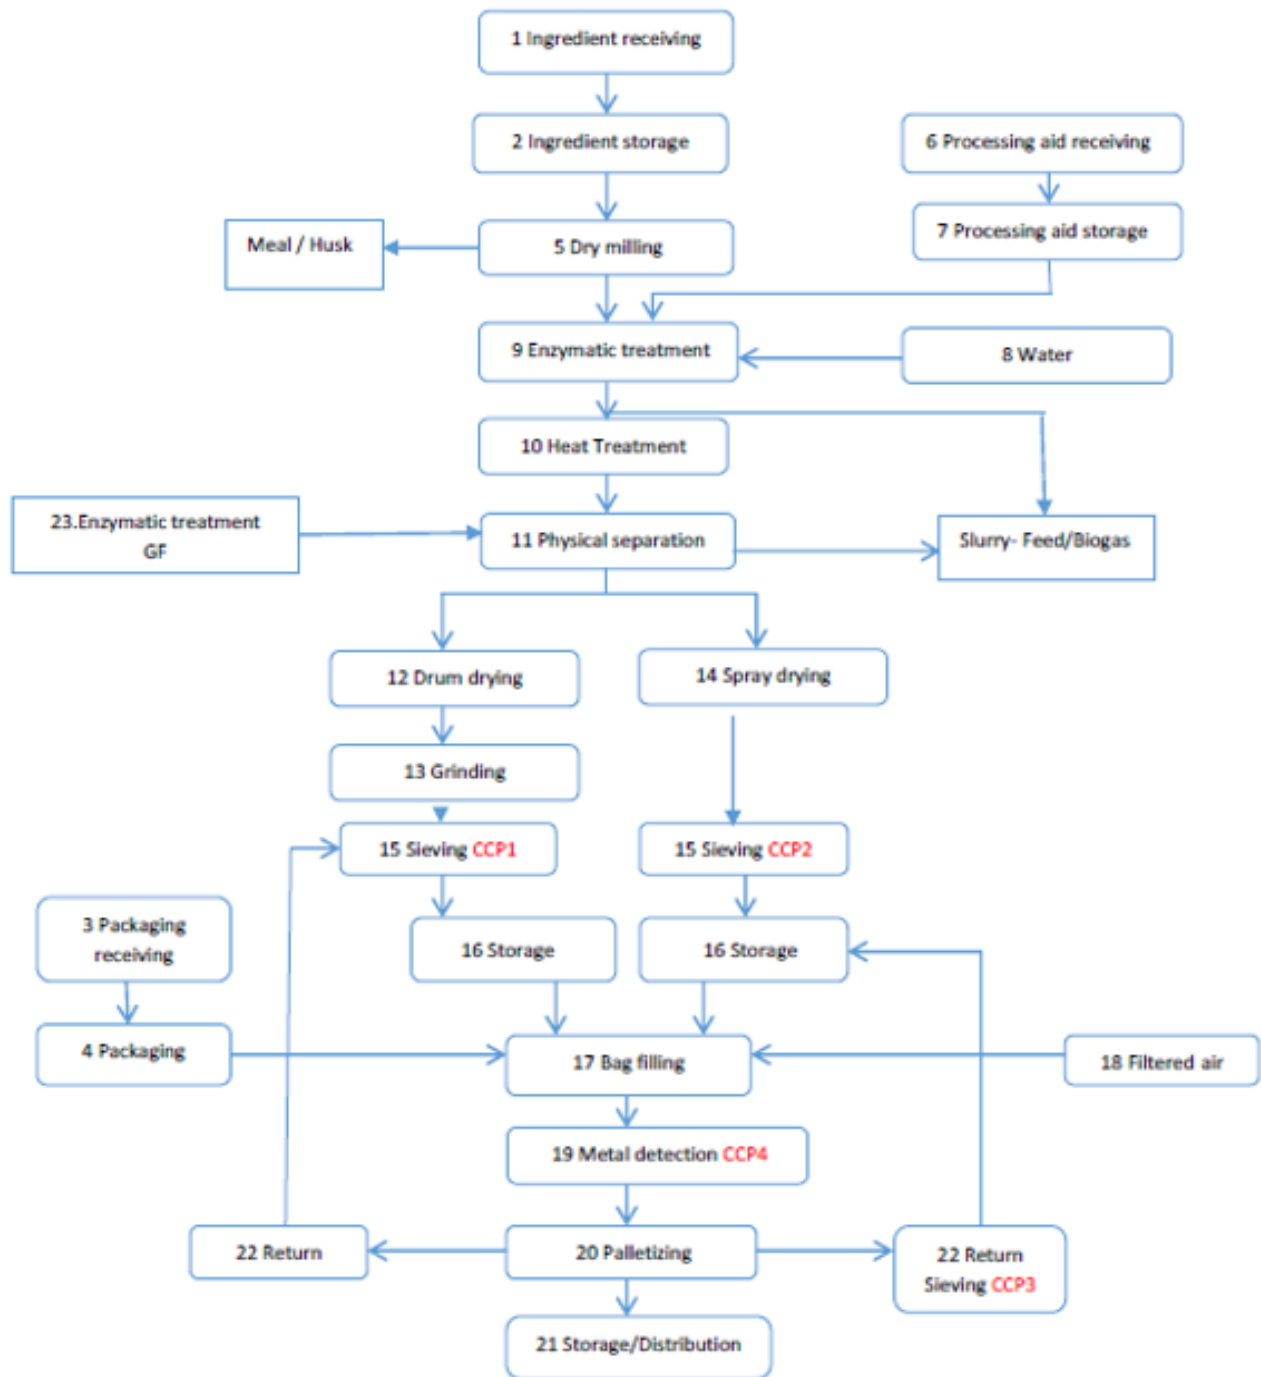 1 Ingredient receiving
2 Ingredient storage
6 Processing aid receiving
Meal / Husk
5 Dry milling
7 Processing aid storage
9 Enzymatic treatment
8 Water
10 Heat Treatment
23.Enzymatic treatment
GF
11 Physical separation
Slurry- Feed/Biogas
12 Drum drying
14 Spray drying
13 Grinding
15 Sieving CCP1
15 Sieving CCP2
3 Packaging
receiving
16 Storage
16 Storage
4 Packaging
17 Bag filling
18 Filtered air
19 Metal detection CCP4
22 Return
20 Palletizing
22 Return
Sieving CCP3
21 Storage/Distribution